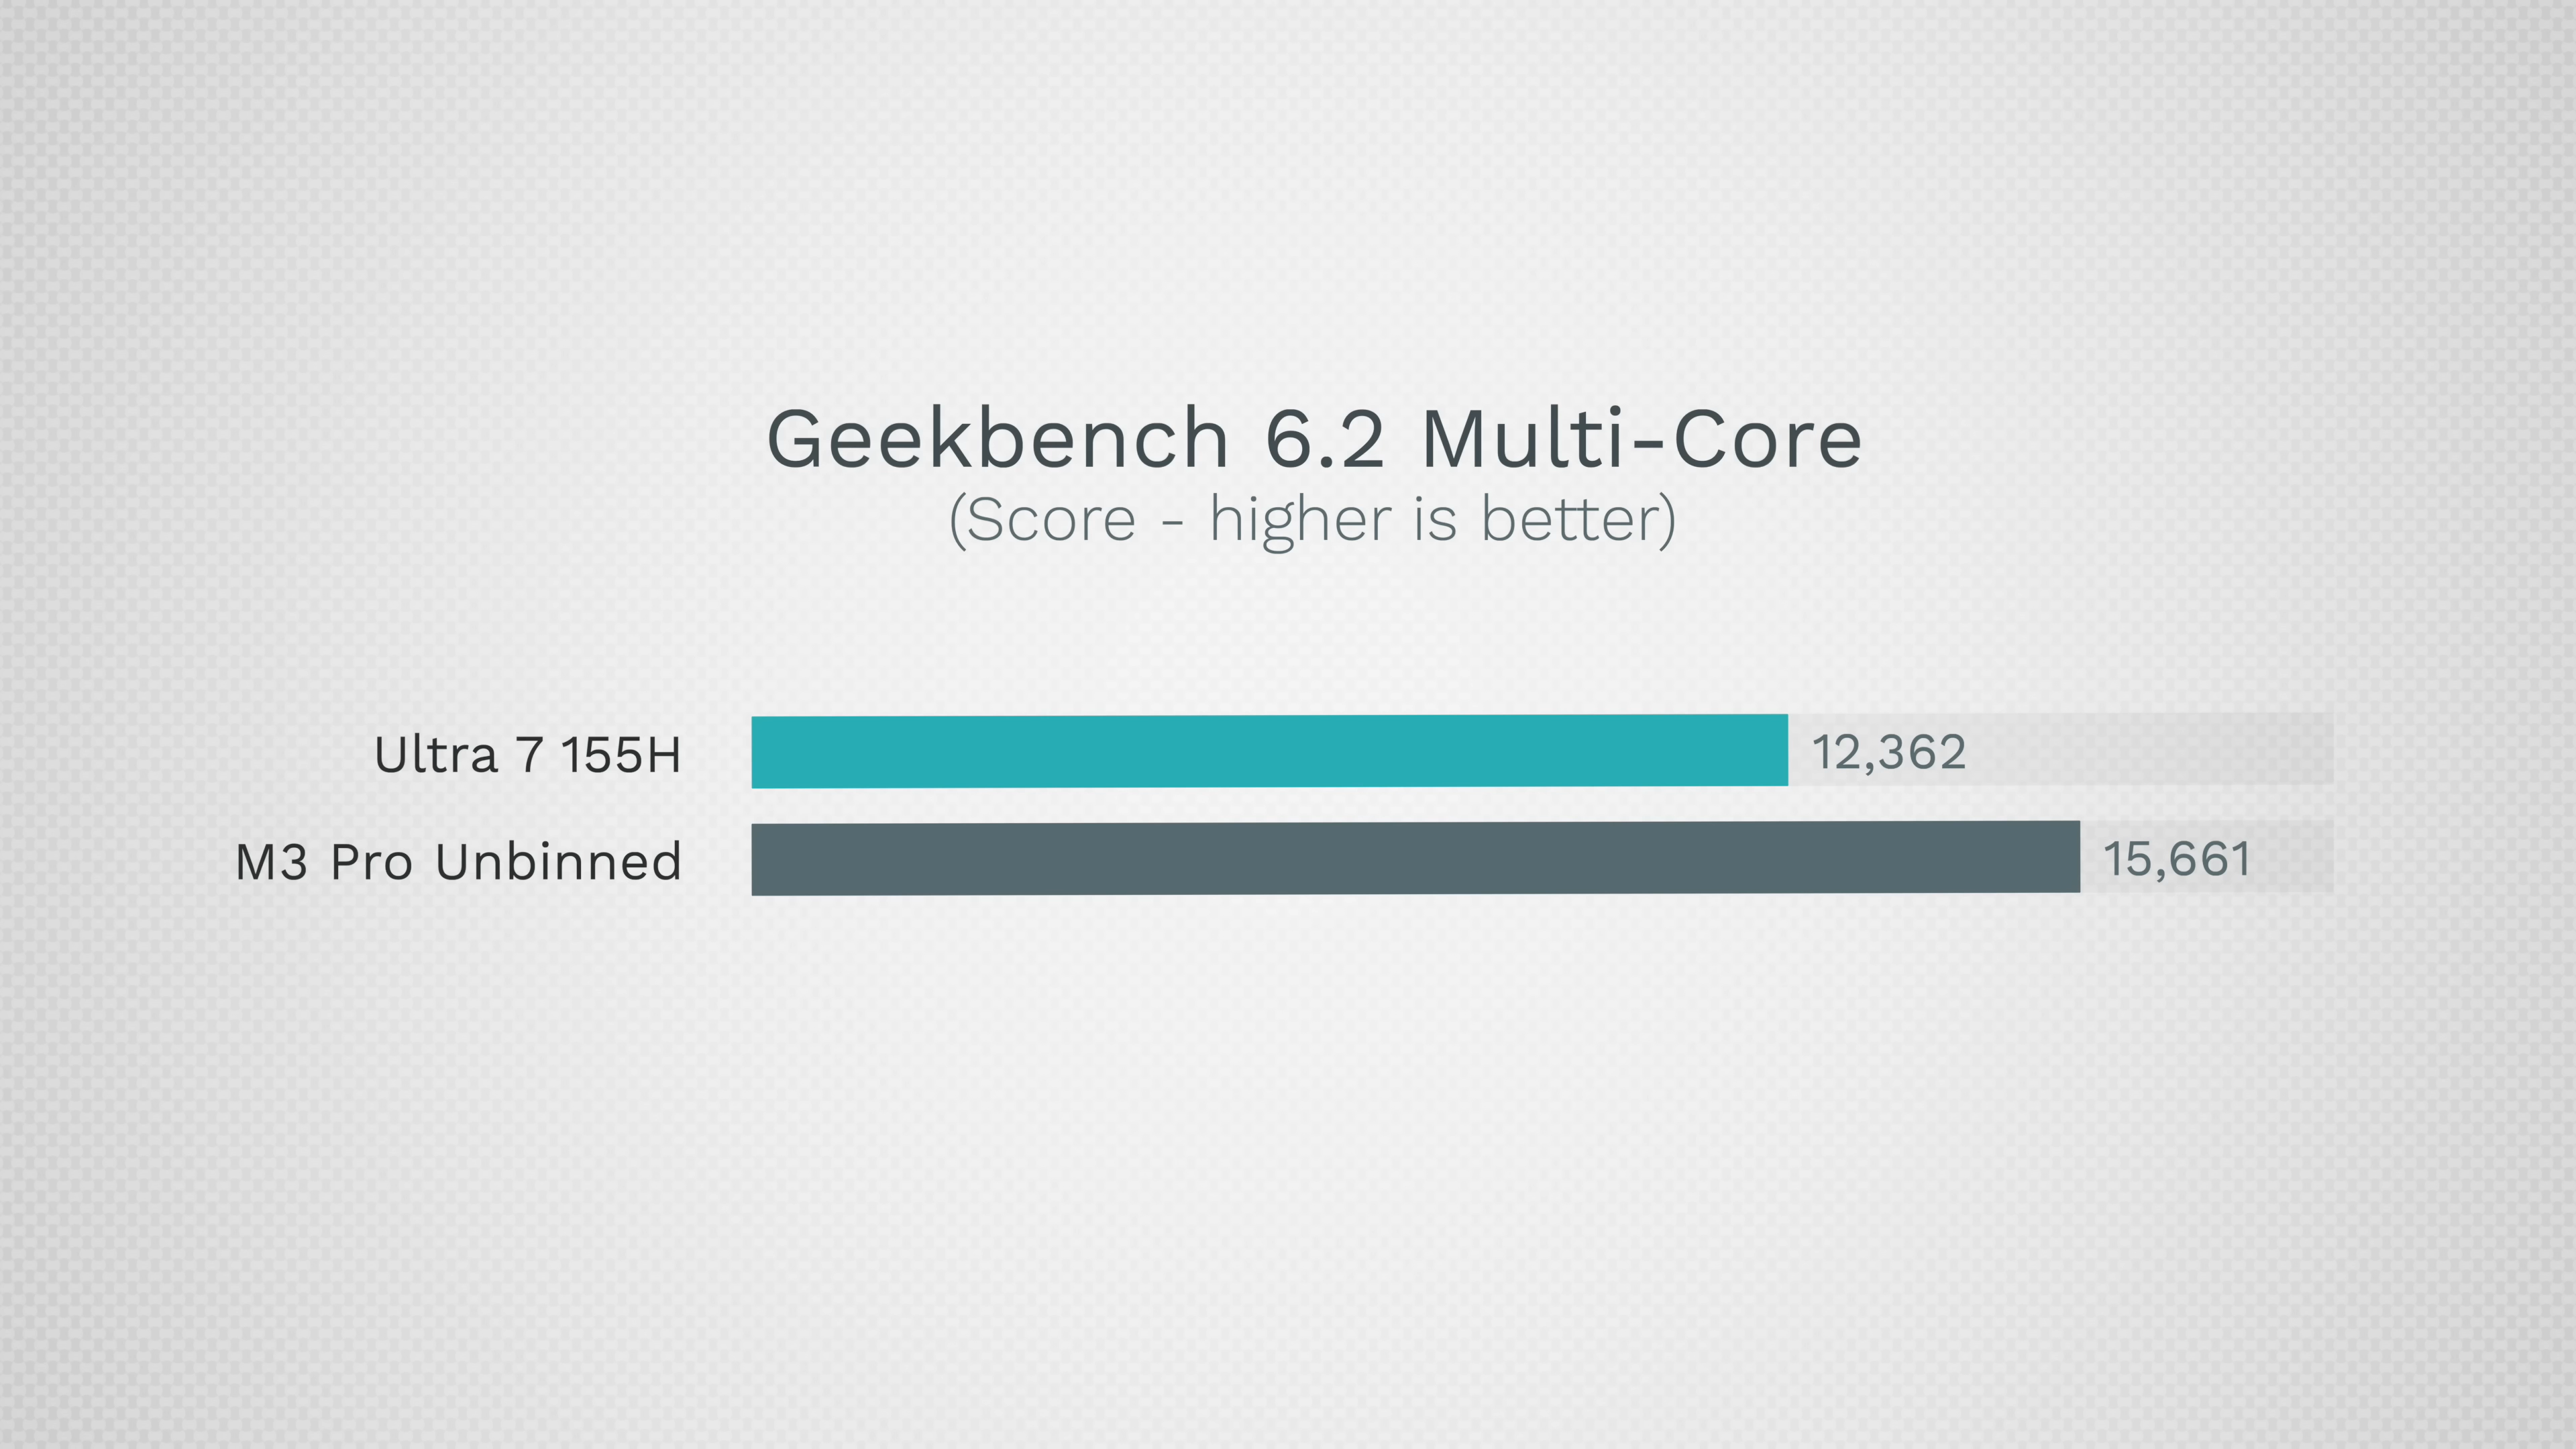 Geekbench 6.2 Multi-Core
(Score - higher is better)
Ultra 7 155H 12,362
M3 Pro Unbinned 15,661